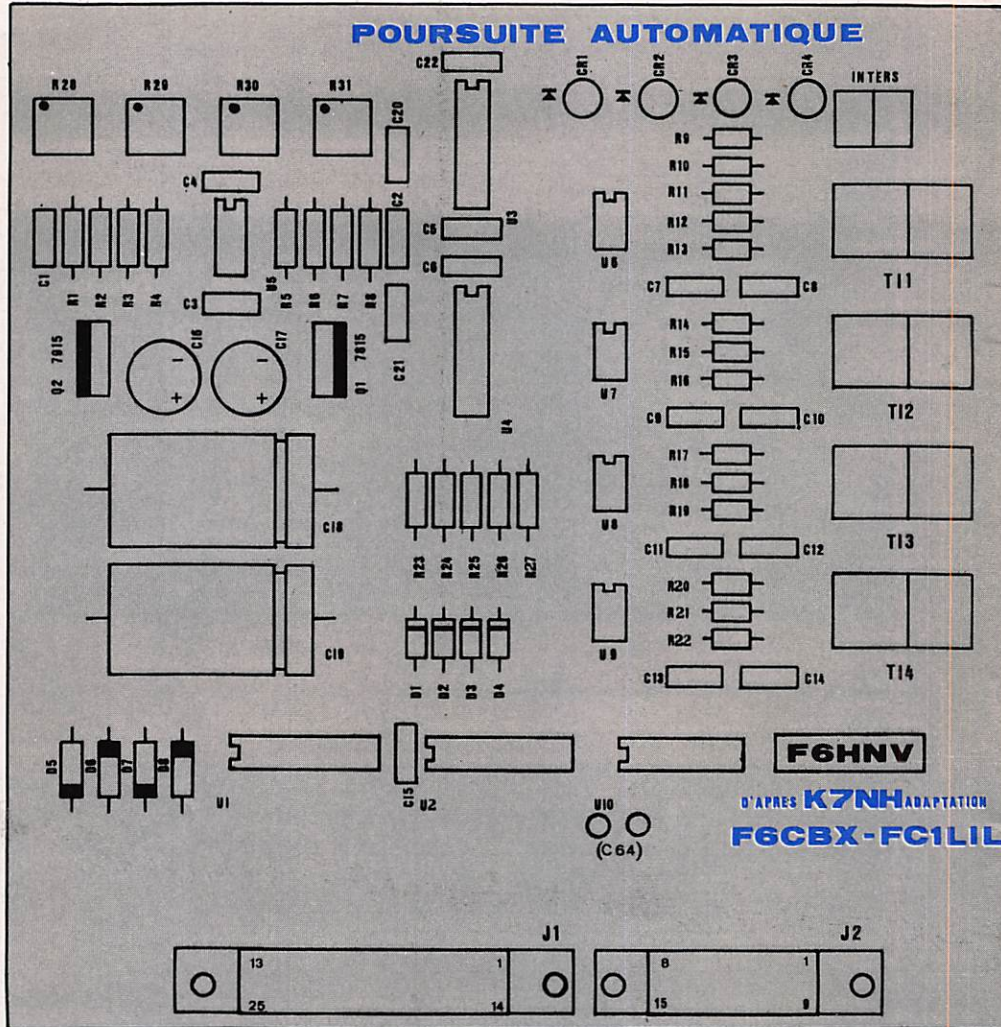 POURSUITE AUTOMATIQUE
C22 CR1 CR2 CR3 CR4 INTERS
R28 R29 R30 R31 C20
R9
R10
C4 R11
R12
C2 C5 U3 R13
C6 U6
C1 R1 R2 R3 R4 C3 U5 R5 R6 R7 R8 C7 C8 TI1
Q2 7915 C16 C17 7815 Q1 C21 R14
R15
R16
U7
U4 C9 C10 TI2
R17
R18
R19
C18 U8
R23 R24 R25 R26 R27 C11 C12 TI3
R20
R21
R22
C19 U9
D1 D2 D3 D4 C13 C14 TI4
D5 D6 D7 D8 F6HNV
U1 C15 U2 U10 D'APRES K7NH ADAPTATION
(C64) F6CBX-FC1LIL
J1 J2
13 1 8 1
25 14 15 9